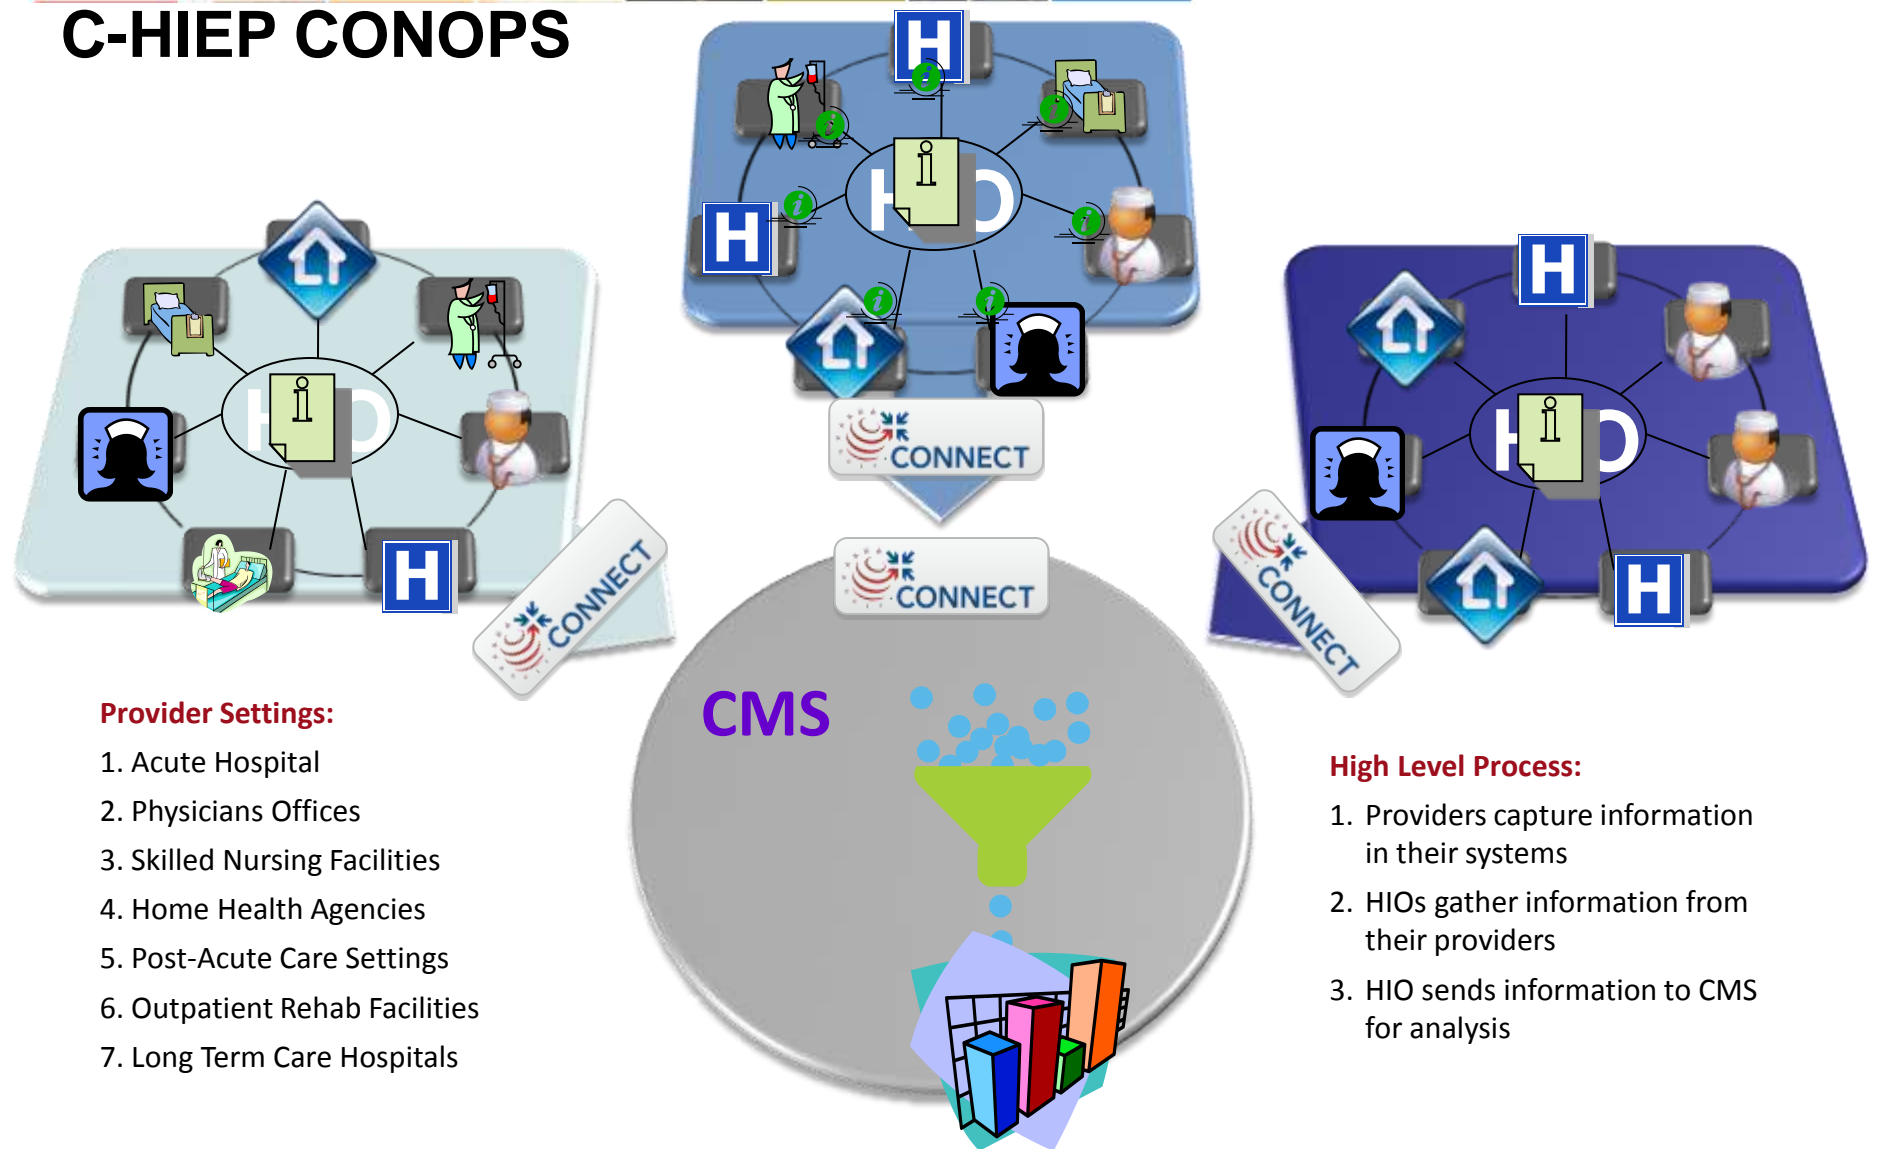 C-HIEP CONOPS
H
i
i
i
i
H O
i
H
i
i
i
H
H O
i
H
H O
i
H
H
CONNECT
CONNECT
CONNECT
CONNECT
CMS
Provider Settings:
1. Acute Hospital
2. Physicians Offices
3. Skilled Nursing Facilities
4. Home Health Agencies
5. Post-Acute Care Settings
6. Outpatient Rehab Facilities
7. Long Term Care Hospitals
High Level Process:
1. Providers capture information
in their systems
2. HIOs gather information from
their providers
3. HIO sends information to CMS
for analysis